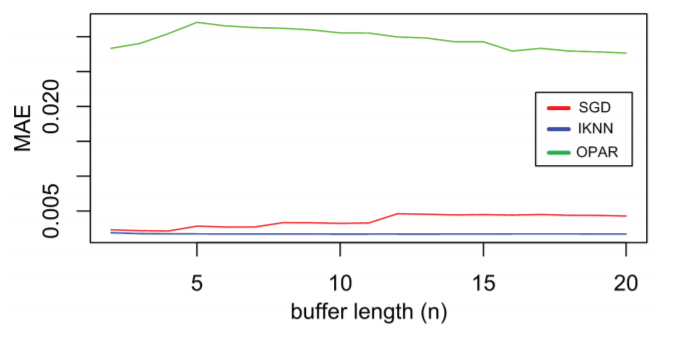 MAE
0.020
0.005
SGD
IKNN
OPAR
5 10 15 20
buffer length (n)